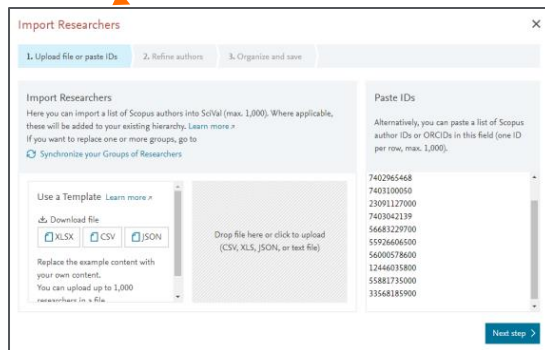 Import Researchers
1. Upload file or paste IDs
2. Refine authors
3. Organize and save
Import Researchers
Here you can import a list of Scopus authors into SciVal (max. 1,000). Where applicable,
these will be added to your existing hierarchy. Learn more
If you want to replace one or more groups, go to
Synchronize your Groups of Researchers
Use a Template Learn more
Download file
XLSX CSV JSON
Replace the example content with
your own content.
You can upload up to 1,000
researchers in a file
Drop file here or click to upload
(CSV, XLS, JSON, or text file)
Paste IDs
Alternatively, you can paste a list of Scopus
author IDs or ORCIDs in this field (one ID
per row, max. 1,000).
7402965468
7403100050
23091127000
7403042139
56683229700
55926606500
56000578600
12446035800
55881735000
33568185900
Next step